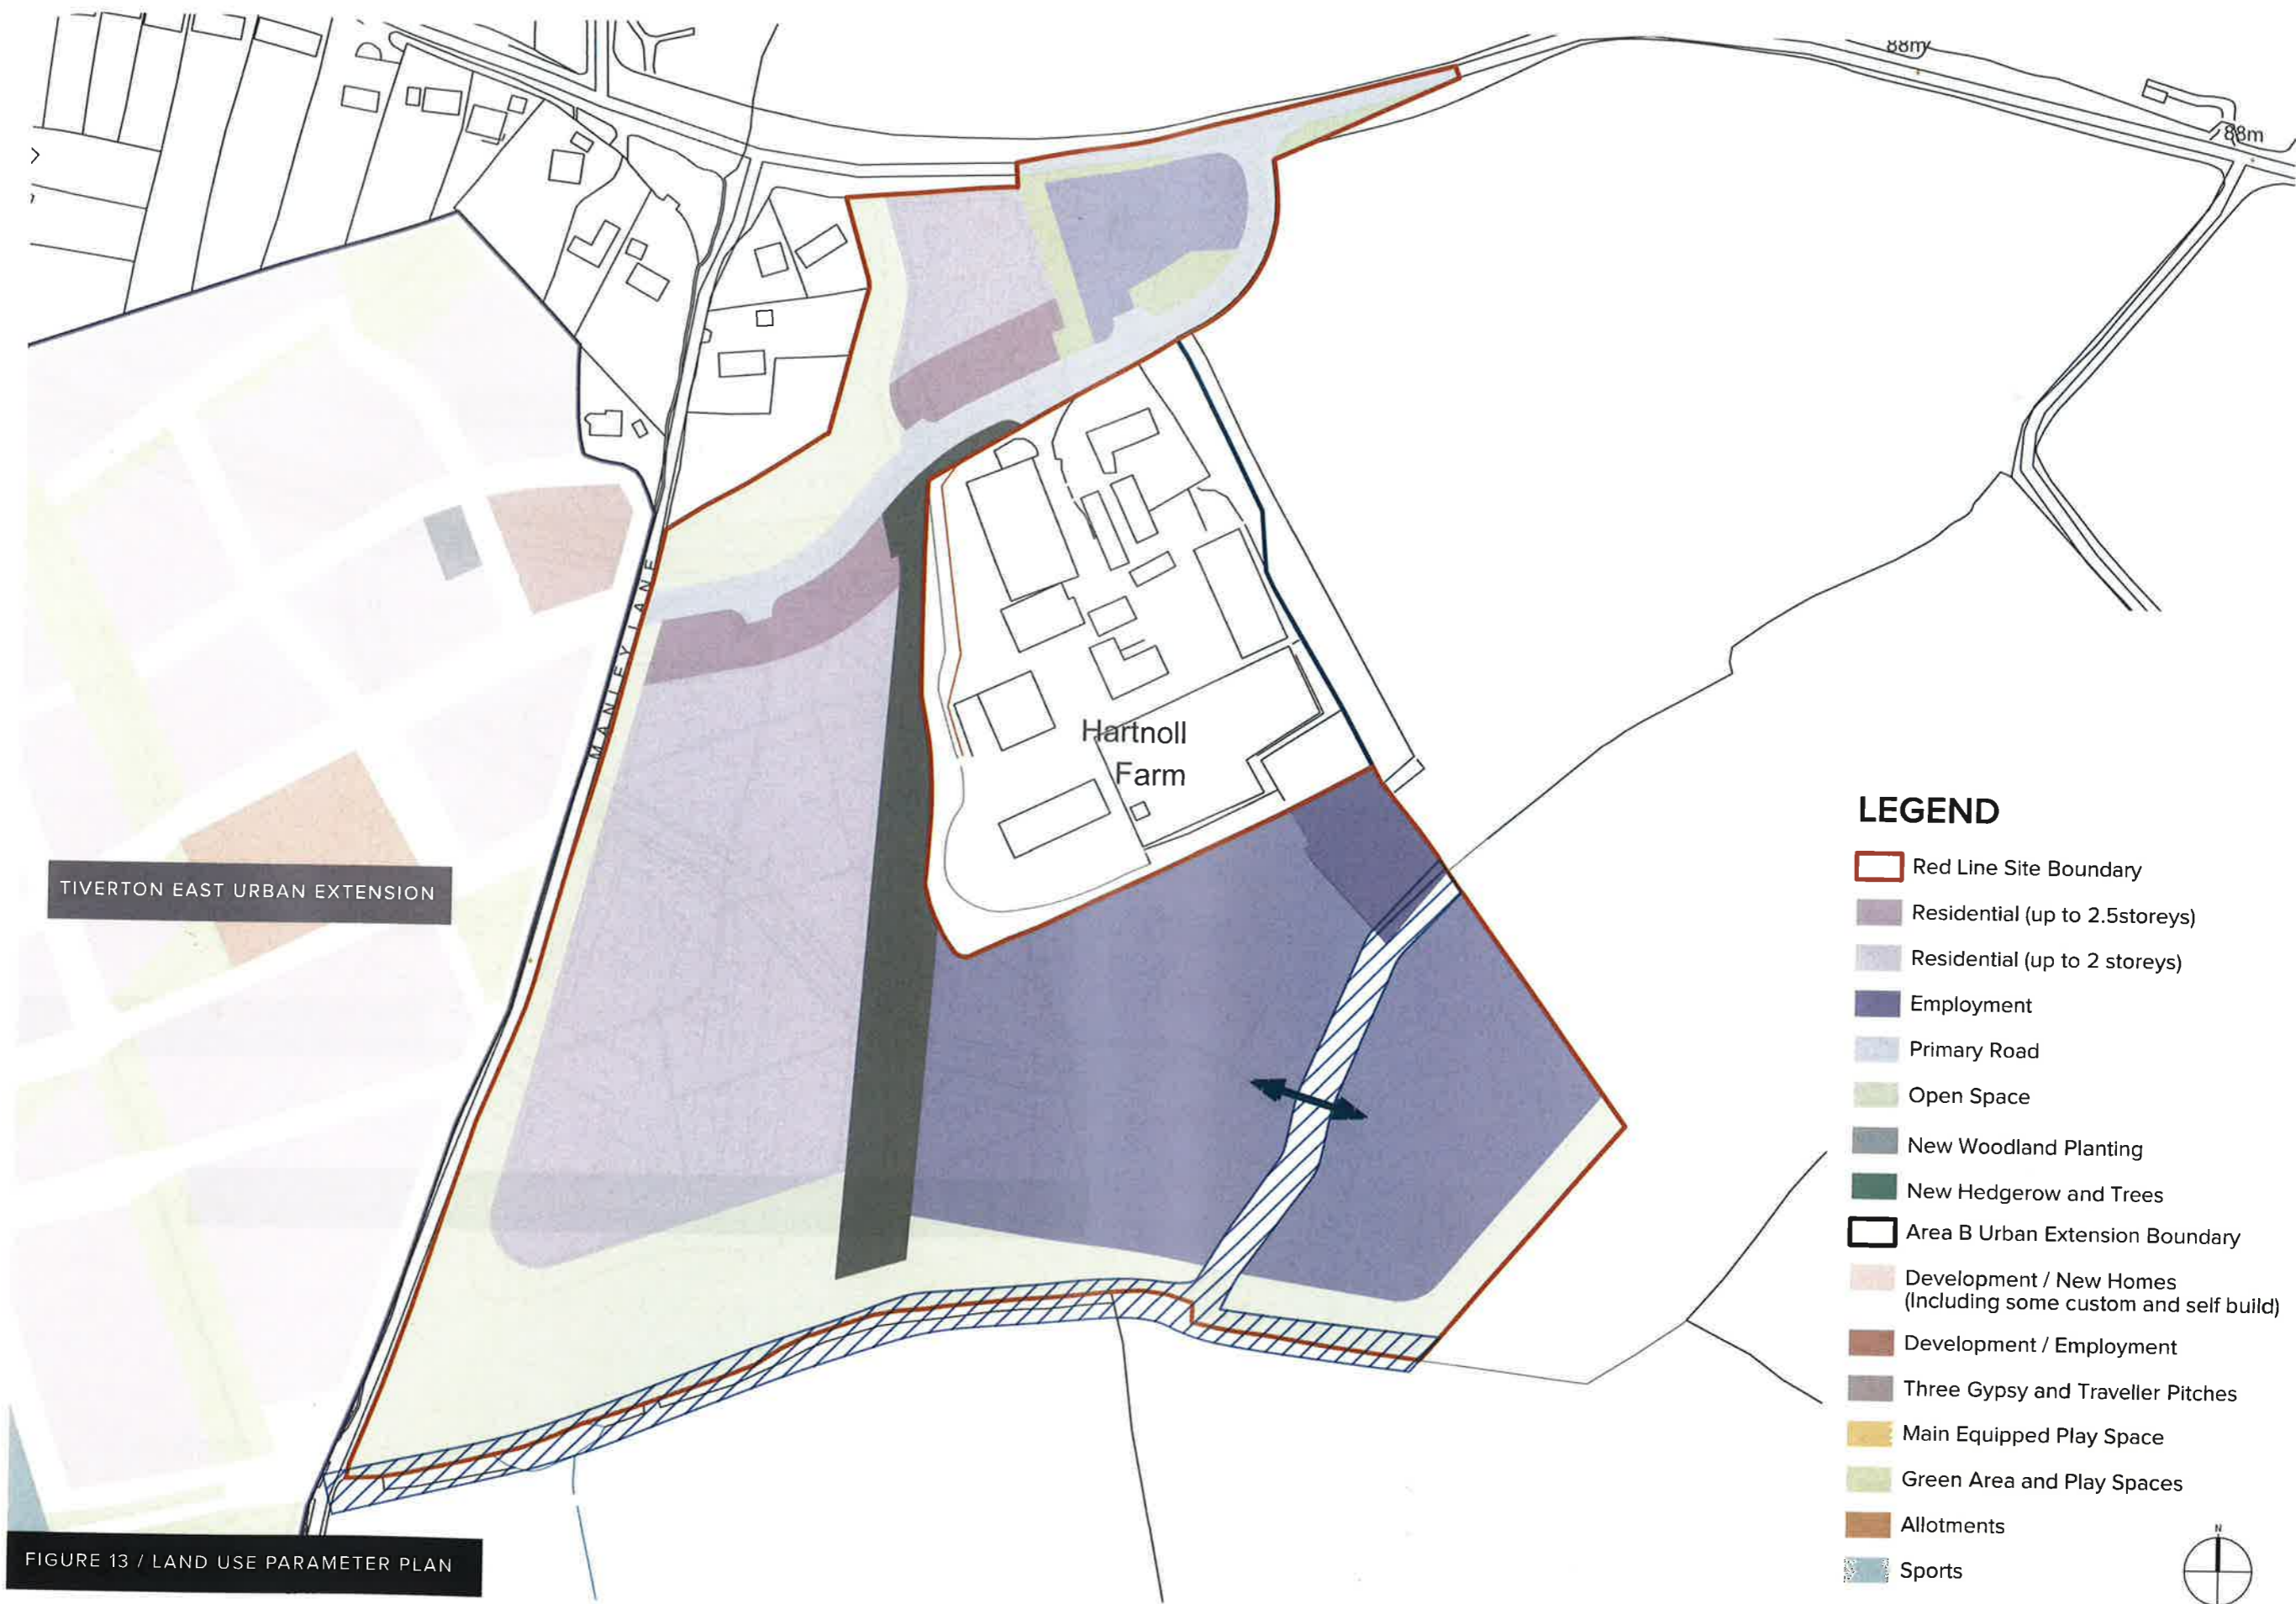 88m
88m
MANLEY LANE
Hartnoll
Farm
TIVERTON EAST URBAN EXTENSION
LEGEND
Red Line Site Boundary
Residential (up to 2.5storeys)
Residential (up to 2 storeys)
Employment
Primary Road
Open Space
New Woodland Planting
New Hedgerow and Trees
Area B Urban Extension Boundary
Development / New Homes
(Including some custom and self build)
Development / Employment
Three Gypsy and Traveller Pitches
Main Equipped Play Space
Green Area and Play Spaces
Allotments
Sports
N
FIGURE 13 / LAND USE PARAMETER PLAN